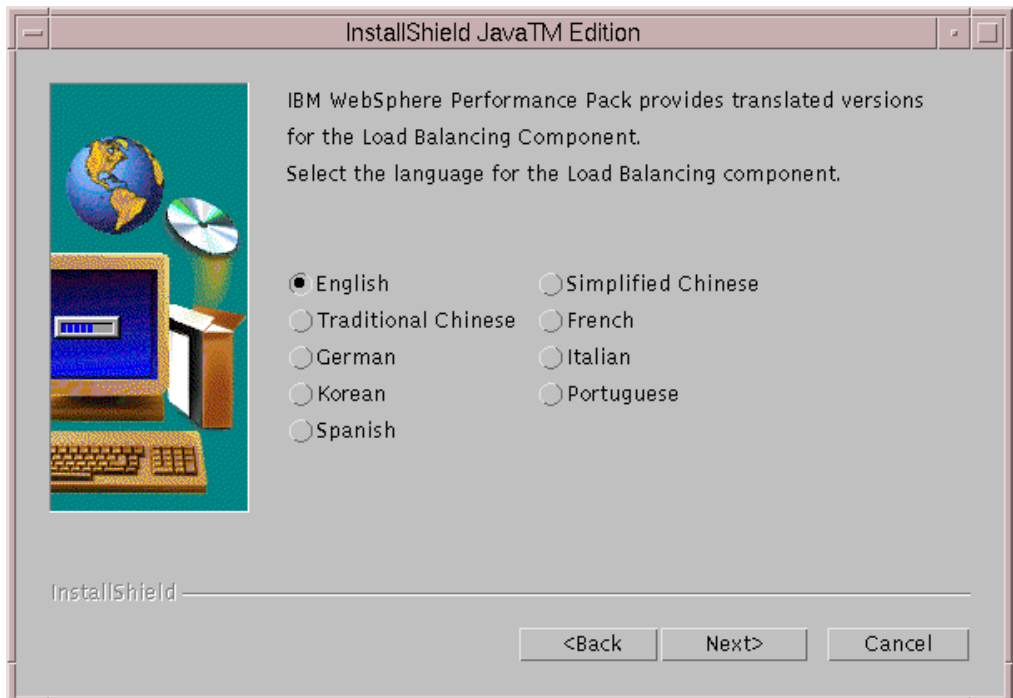 InstallShield JavaTM Edition
IBM WebSphere Performance Pack provides translated versions
for the Load Balancing Component.
Select the language for the Load Balancing component.
English
Simplified Chinese
Traditional Chinese
French
German
Italian
Korean
Portuguese
Spanish
InstallShield
<Back
Next>
Cancel